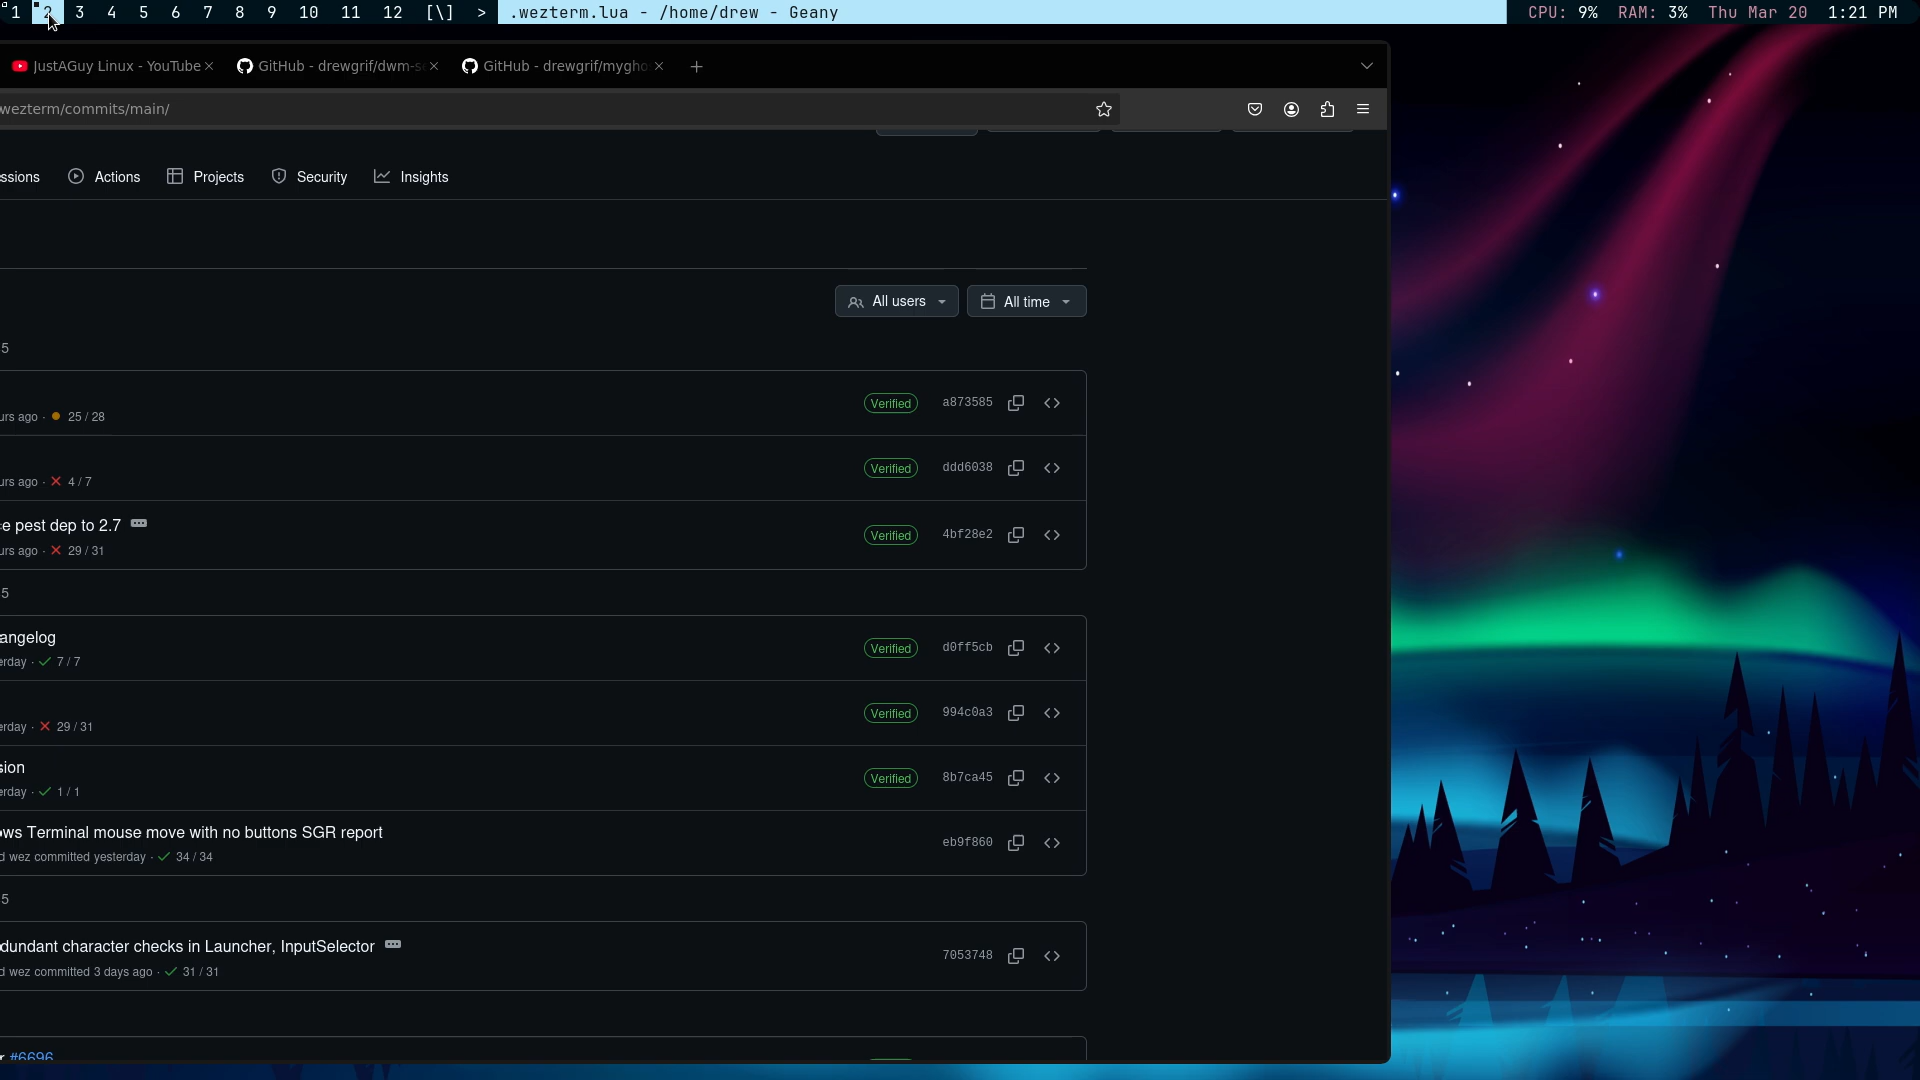 1 2 3 4 5 6 7 8 9 10 11 12 [\] > .wezterm.lua - /home/drew - Geany CPU: 9% RAM: 3% Thu Mar 20 1:21 PM
JustAGuy Linux - YouTube GitHub - drewgrif/dwm-s GitHub - drewgrif/mygho
wezterm/commits/main/
ssions Actions Projects Security Insights
All users All time
5
Verified a873585
urs ago · 25 / 28
Verified ddd6038
urs ago · 4 / 7
e pest dep to 2.7
Verified 4bf28e2
urs ago · 29 / 31
5
angelog
Verified d0ff5cb
erday · 7 / 7
Verified 994c0a3
erday · 29 / 31
sion
Verified 8b7ca45
erday · 1 / 1
ws Terminal mouse move with no buttons SGR report
eb9f860
d wez committed yesterday · 34 / 34
5
dundant character checks in Launcher, InputSelector
7053748
d wez committed 3 days ago · 31 / 31
r #6696